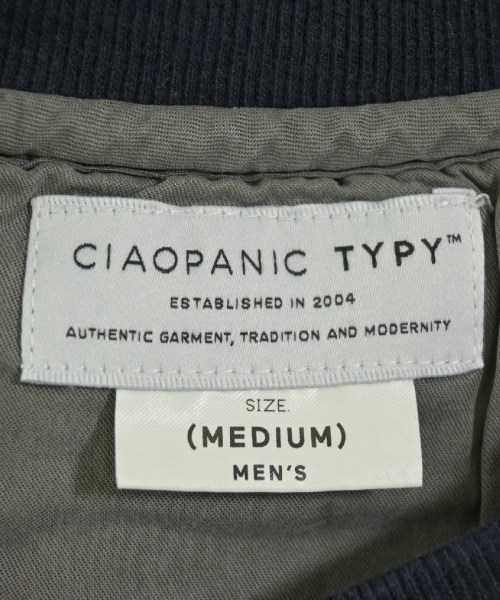 CIAOPANIC TYPY™
ESTABLISHED IN 2004
AUTHENTIC GARMENT, TRADITION AND MODERNITY
SIZE.
(MEDIUM)
MEN'S